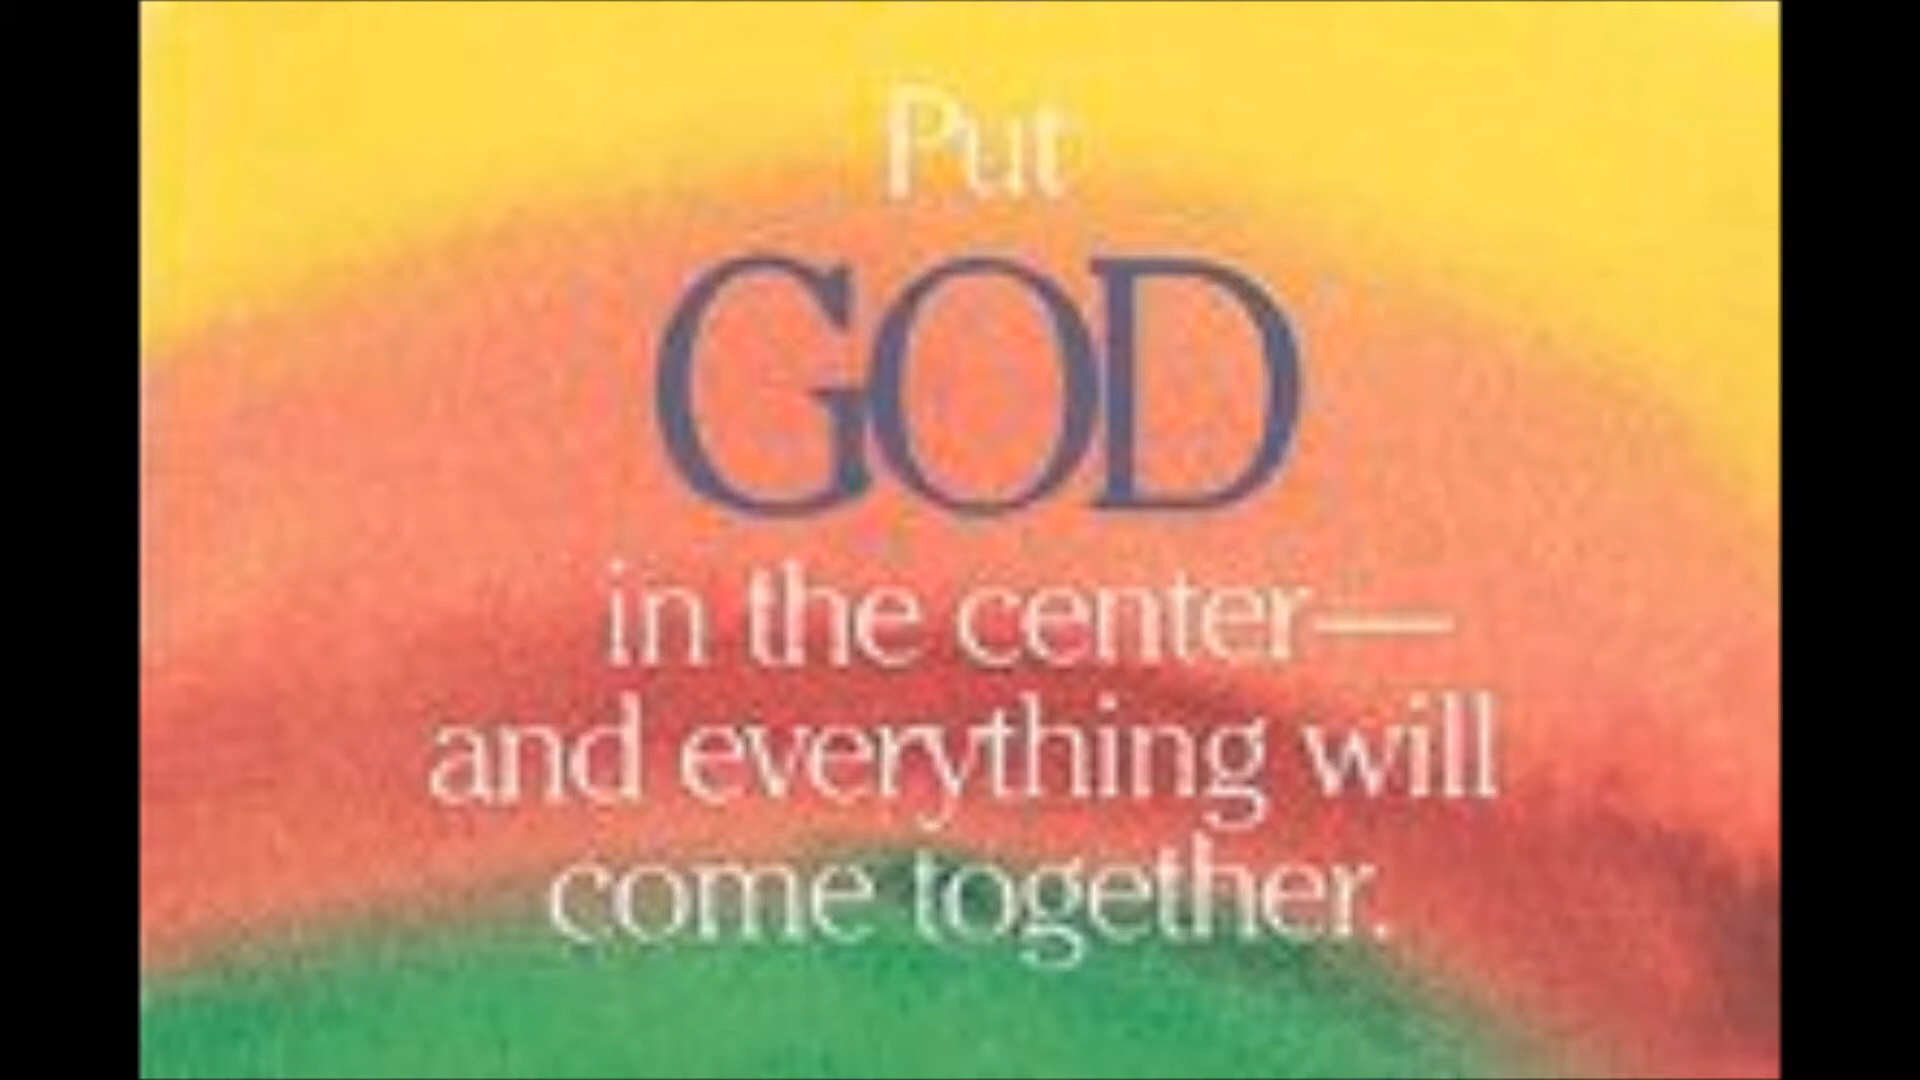 Put
GOD
in the center—
and everything will
come together.